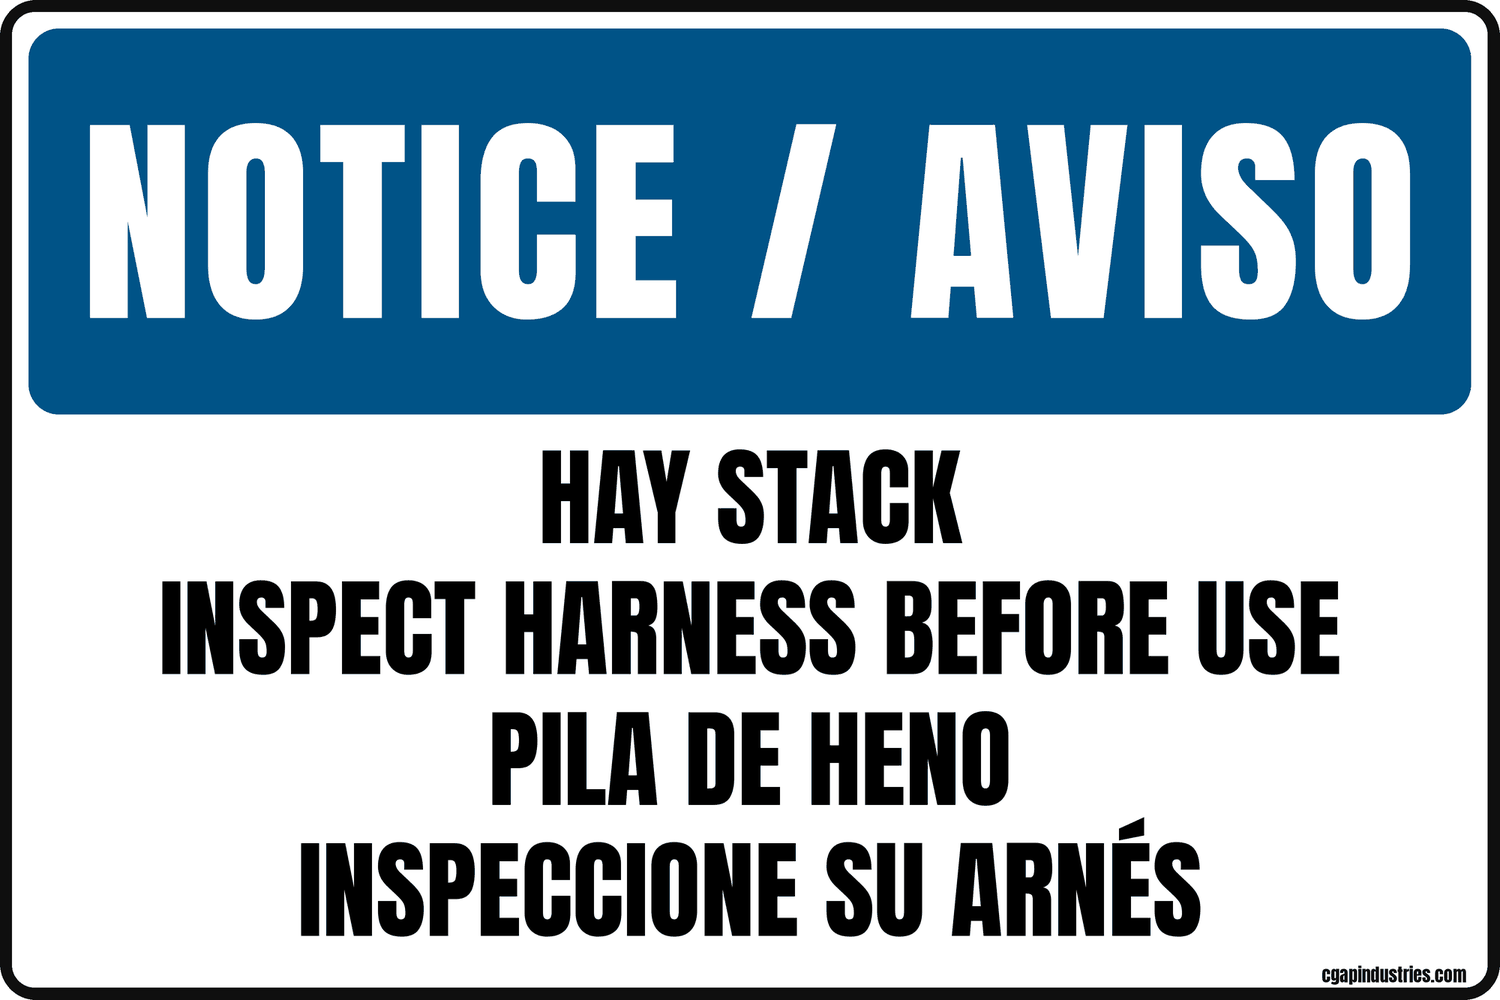 NOTICE / AVISO
HAY STACK
INSPECT HARNESS BEFORE USE
PILA DE HENO
INSPECCIONE SU ARNÉS
cgapindustries.com